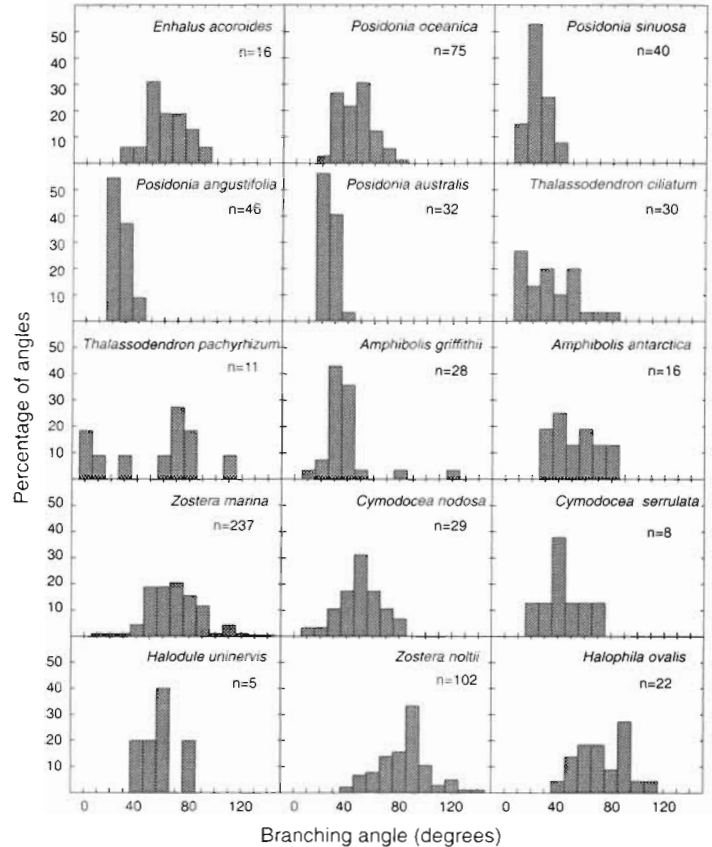 50
40
30
20
10
Enhalus acoroides
n=16
Posidonia oceanica
n=75
Posidonia sinuosa
n=40
50
40
30
20
10
Posidonia angustifolia
n=46
Posidonia australis
n=32
Thalassodendron ciliatum
n=30
Percentage of angles
50
40
30
20
10
Thalassodendron pachyrhizum
n=11
Amphibolis griffithii
n=28
Amphibolis antarctica
n=16
50
40
30
20
10
Zostera marina
n=237
Cymodocea nodosa
n=29
Cymodocea serrulata
n=8
50
40
30
20
10
Halodule uninervis
n=5
Zostera noltii
n=102
Halophila ovalis
n=22
0 40 80 120 0 40 80 120 0 40 80 120
Branching angle (degrees)